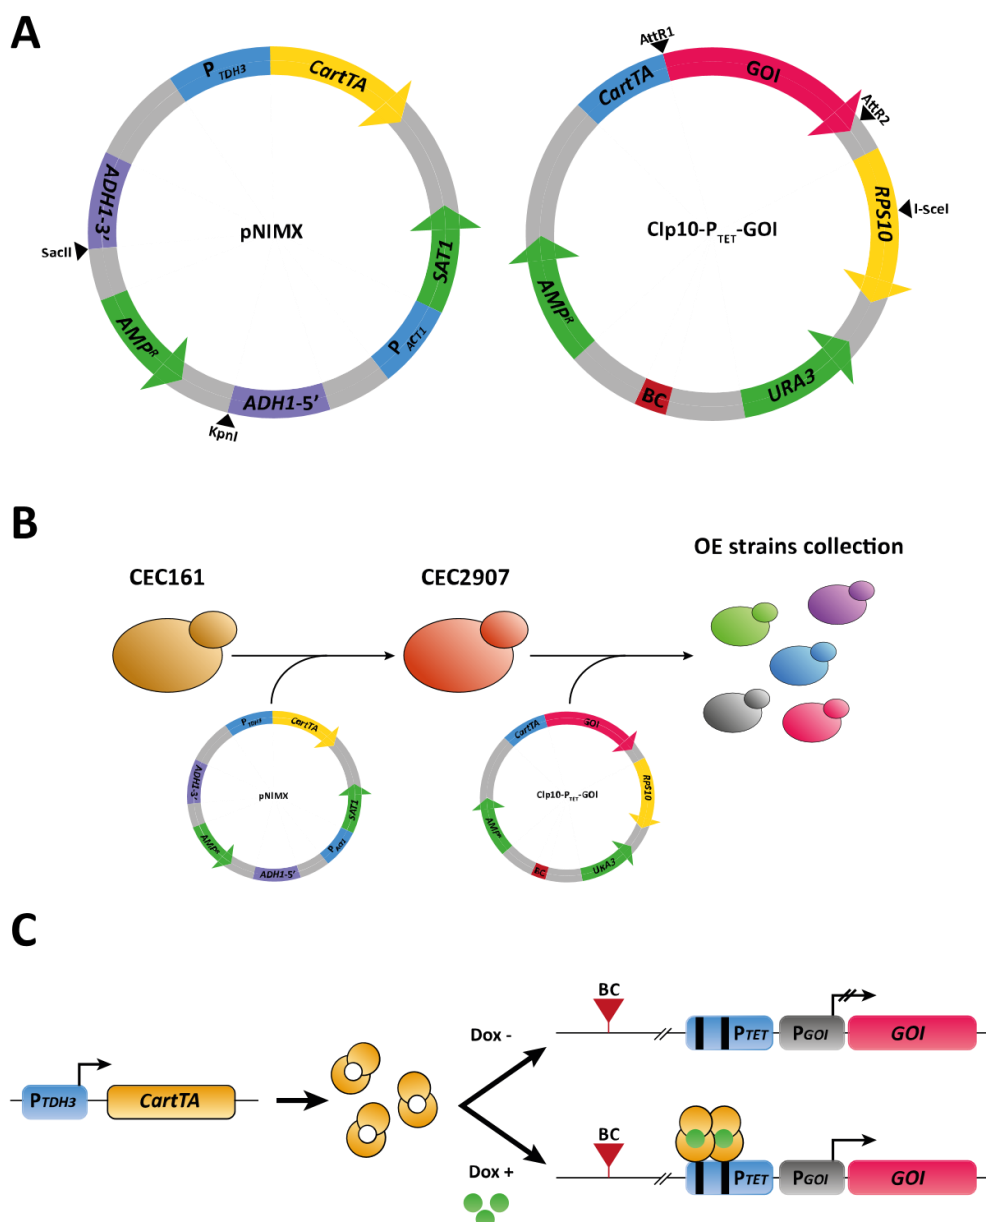 A
P TDH3
CartTA
ADH1-3'
SacII
pNIMX
SAT1
AMPR
P ACT1
ADH1-5'
KpnI
AttR1
CartTA
GOI
AttR2
RPS10
I-SceI
CIp10-PTET-GOI
AMPR
BC
URA3
B
OE strains collection
CEC161
CEC2907
PTDH3
CartTA
ADH1-3'
pNIMX
SAT1
AMPR
PACT1
ADH1-5'
CartTA
GOI
RPS10
CIp10-PTET-GOI
AMPR
BC
URA3
C
BC
Dox -
PTET
PGOI
GOI
PTDH3
CartTA
BC
Dox +
PTET
PGOI
GOI